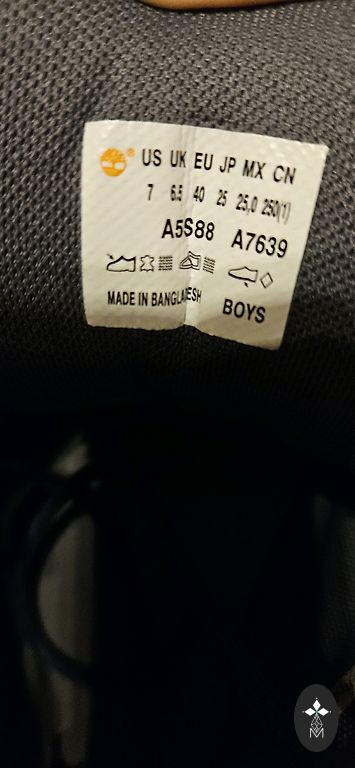 US UK EU JP MX CN
7 6.5 40 25 25,0 250(1)
A5S88 A7639
MADE IN BANGLADESH
BOYS
M